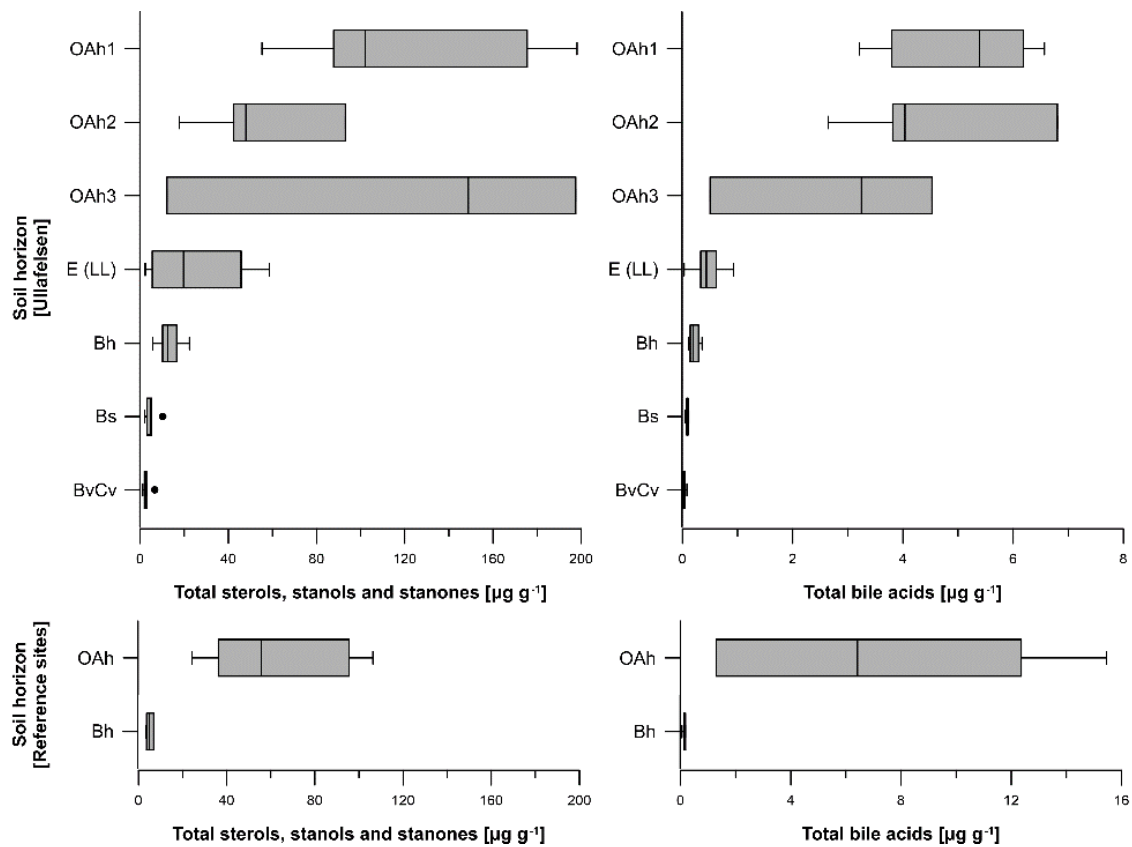 Soil horizon
[Ullafelsen]
OAh1
OAh2
OAh3
E (LL)
Bh
Bs
BvCv
0 40 80 120 160 200
Total sterols, stanols and stanones [µg g-1]
OAh1
OAh2
OAh3
E (LL)
Bh
Bs
BvCv
0 2 4 6 8
Total bile acids [µg g-1]
Soil horizon
[Reference sites]
OAh
Bh
0 40 80 120 160 200
Total sterols, stanols and stanones [µg g-1]
OAh
Bh
0 4 8 12 16
Total bile acids [µg g-1]